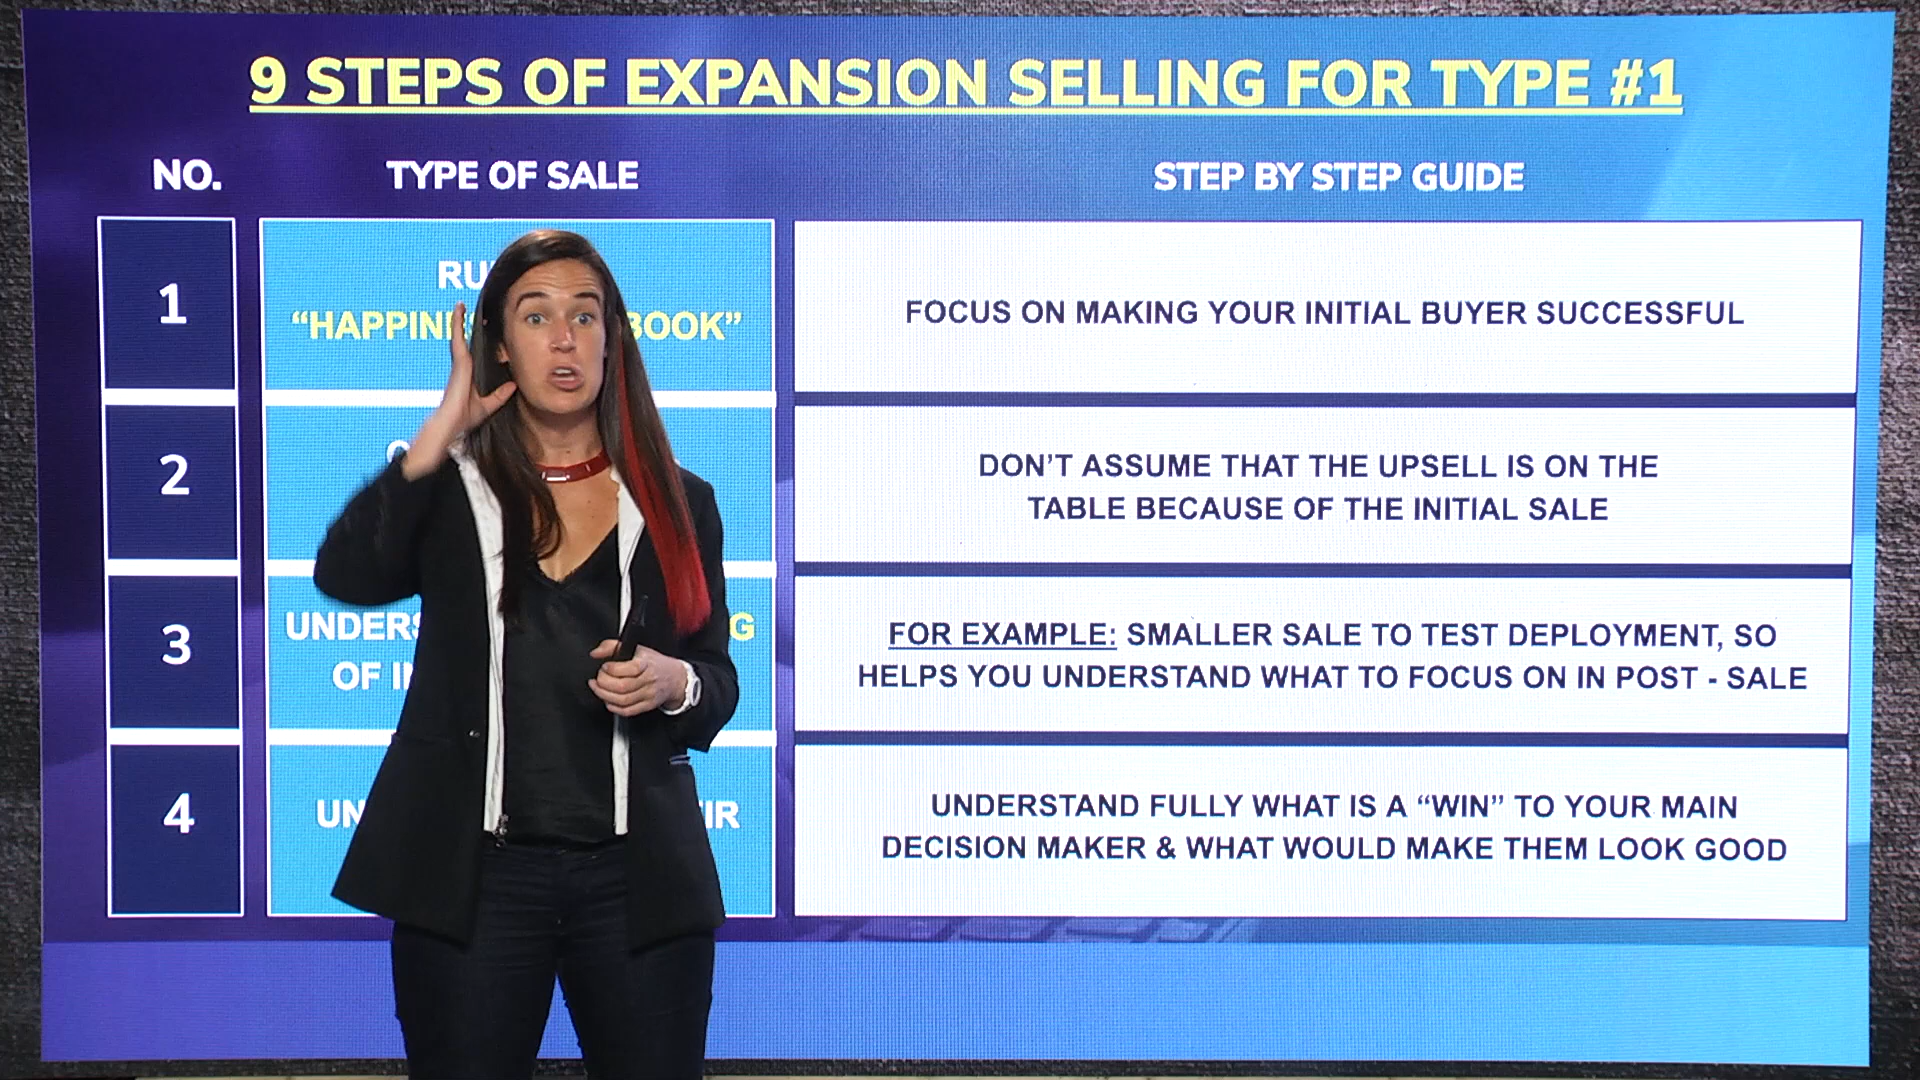 9 STEPS OF EXPANSION SELLING FOR TYPE #1
NO.
TYPE OF SALE
STEP BY STEP GUIDE
1
FOCUS ON MAKING YOUR INITIAL BUYER SUCCESSFUL
2
DON'T ASSUME THAT THE UPSELL IS ON THE
TABLE BECAUSE OF THE INITIAL SALE
3
OF
FOR EXAMPLE: SMALLER SALE TO TEST DEPLOYMENT, SO
HELPS YOU UNDERSTAND WHAT TO FOCUS ON IN POST - SALE
4
UNDERSTAND FULLY WHAT IS A “WIN” TO YOUR MAIN
DECISION MAKER & WHAT WOULD MAKE THEM LOOK GOOD